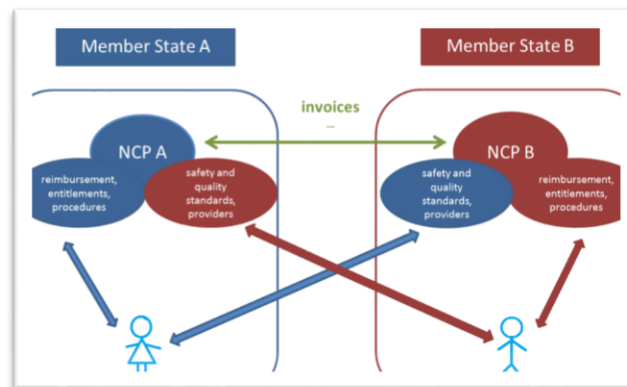 Member State A
Member State B
invoices
...
NCP A
reimbursement,
entitlements,
procedures
safety and
quality
standards,
providers
NCP B
safety and
quality
standards,
providers
reimbursement,
entitlements,
procedures